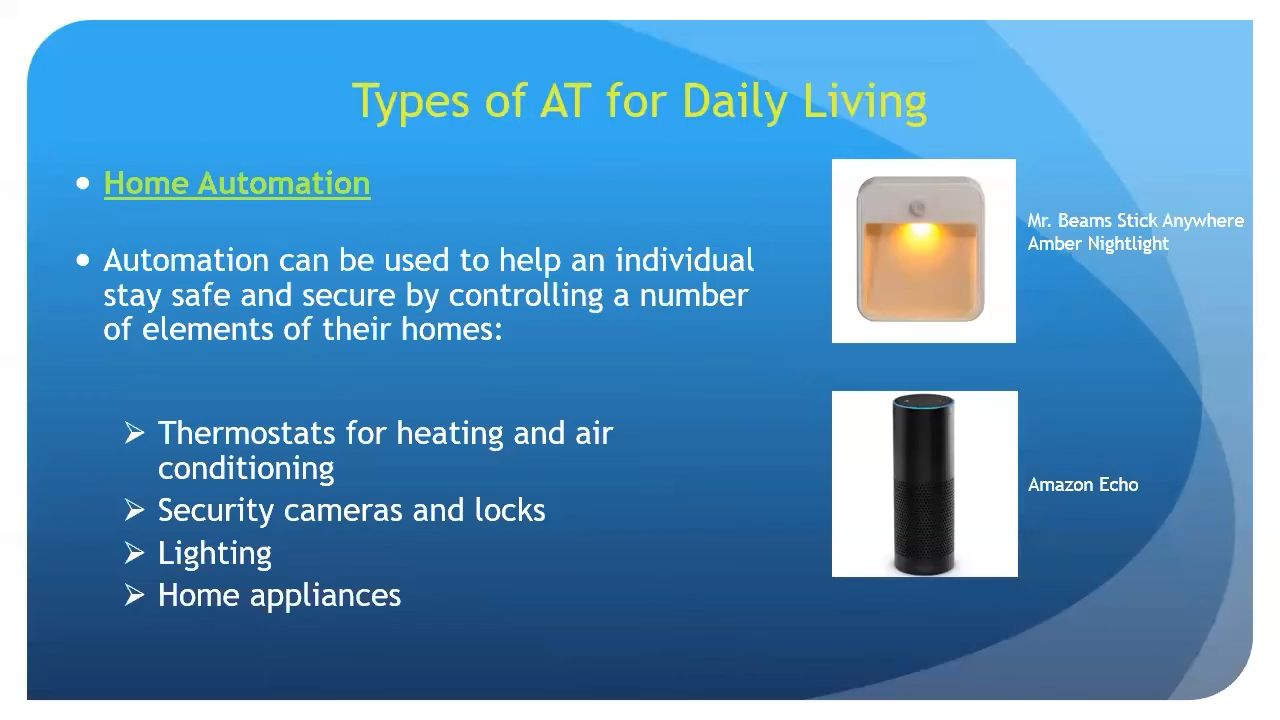 Types of AT for Daily Living
Home Automation
Automation can be used to help an individual
stay safe and secure by controlling a number
of elements of their homes:
Thermostats for heating and air
conditioning
Security cameras and locks
Lighting
Home appliances
Mr. Beams Stick Anywhere
Amber Nightlight
Amazon Echo